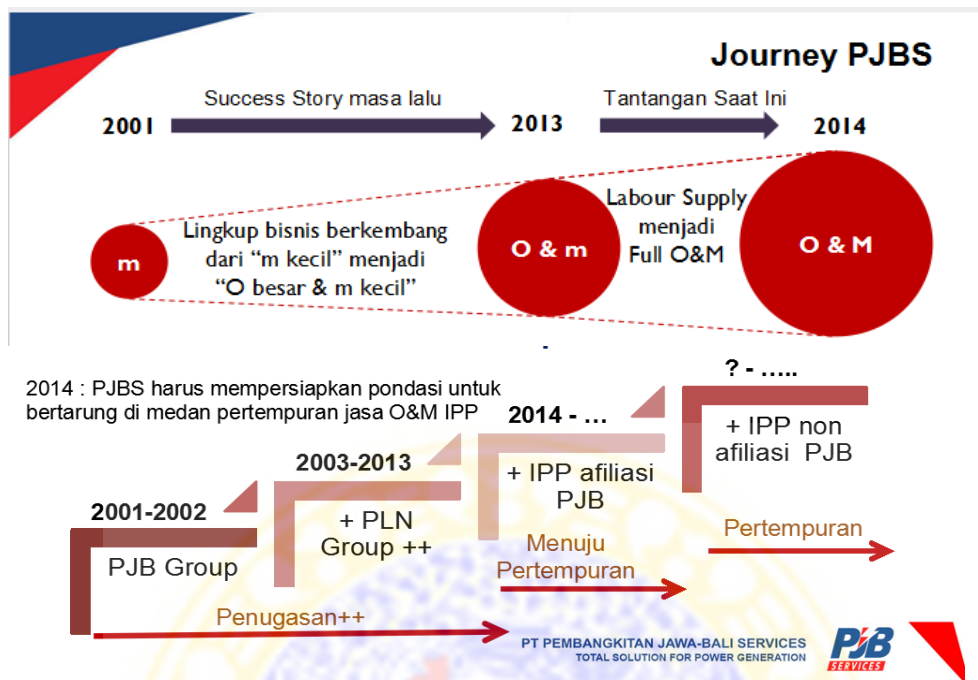 Journey PJBS
Success Story masa lalu
Tantangan Saat Ini
2001
2013
2014
m
Lingkup bisnis berkembang
dari “m kecil” menjadi
“O besar & m kecil”
O & m
Labour Supply
menjadi
Full O&M
O & M
2014 : PJBS harus mempersiapkan pondasi untuk
bertarung di medan pertempuran jasa O&M IPP
2001-2002
PJB Group
2003-2013
+ PLN
Group ++
2014 - ...
+ IPP afiliasi
PJB
? - .....
+ IPP non
afiliasi PJB
Penugasan++
Menuju
Pertempuran
Pertempuran
PT PEMBANGKITAN JAWA-BALI SERVICES
TOTAL SOLUTION FOR POWER GENERATION
PJB
SERVICES